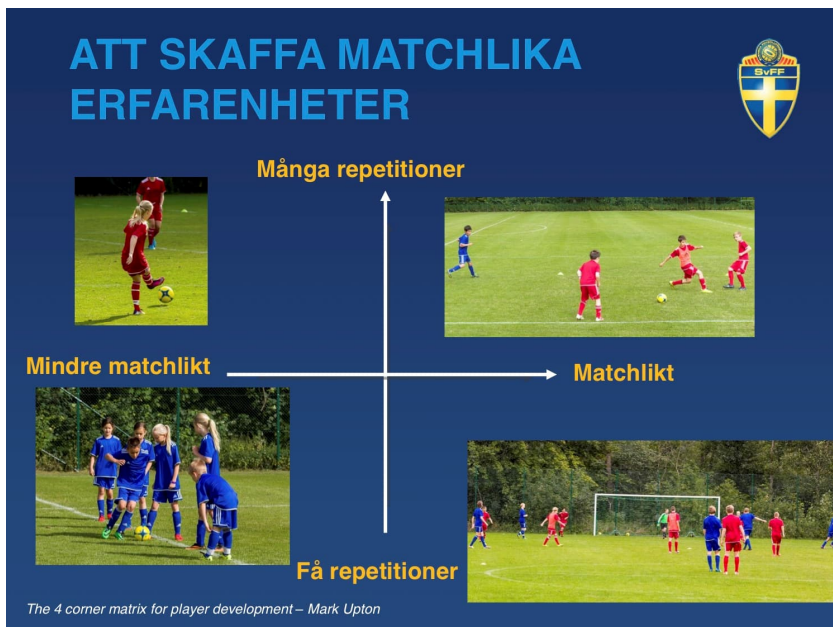 ATT SKAFFA MATCHLIKA
ERFARENHETER
SvFF
Många repetitioner
Mindre matchlikt
Matchlikt
Få repetitioner
The 4 corner matrix for player development – Mark Upton